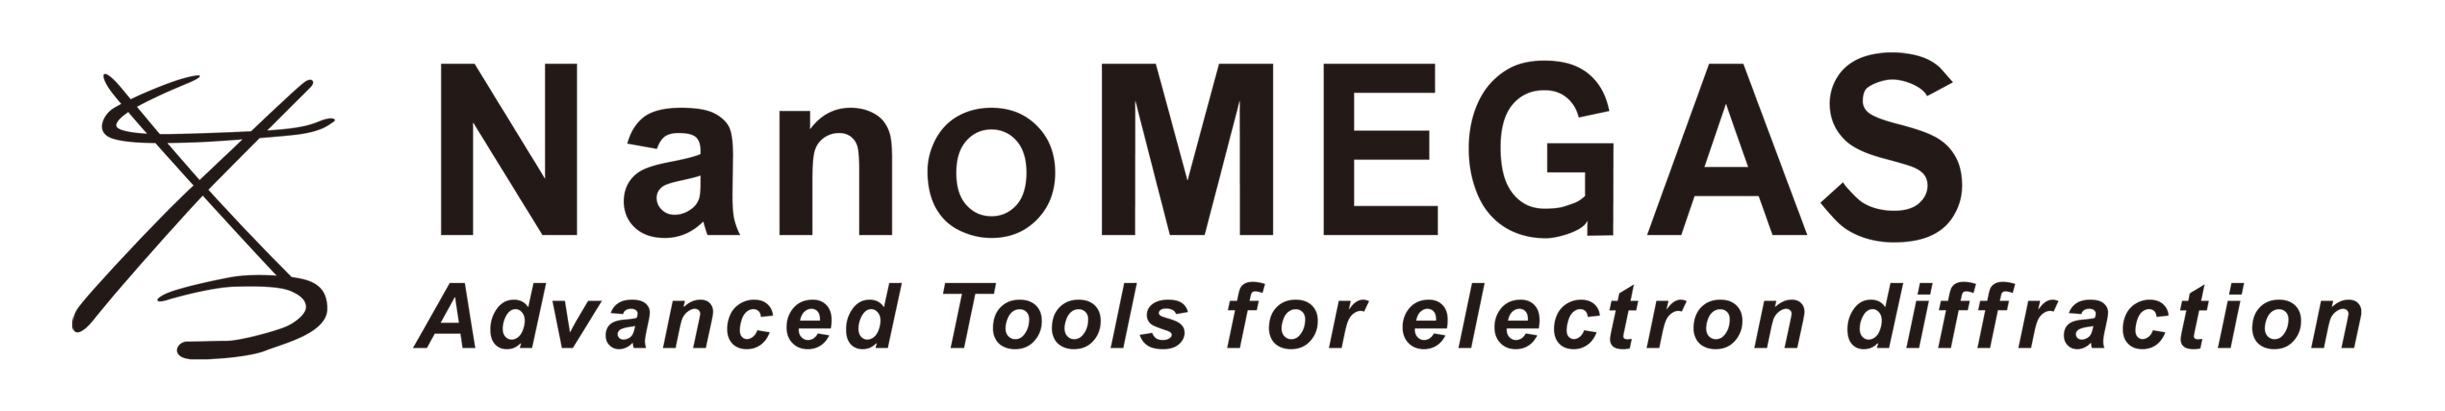 NanoMEGAS
Advanced Tools for electron diffraction